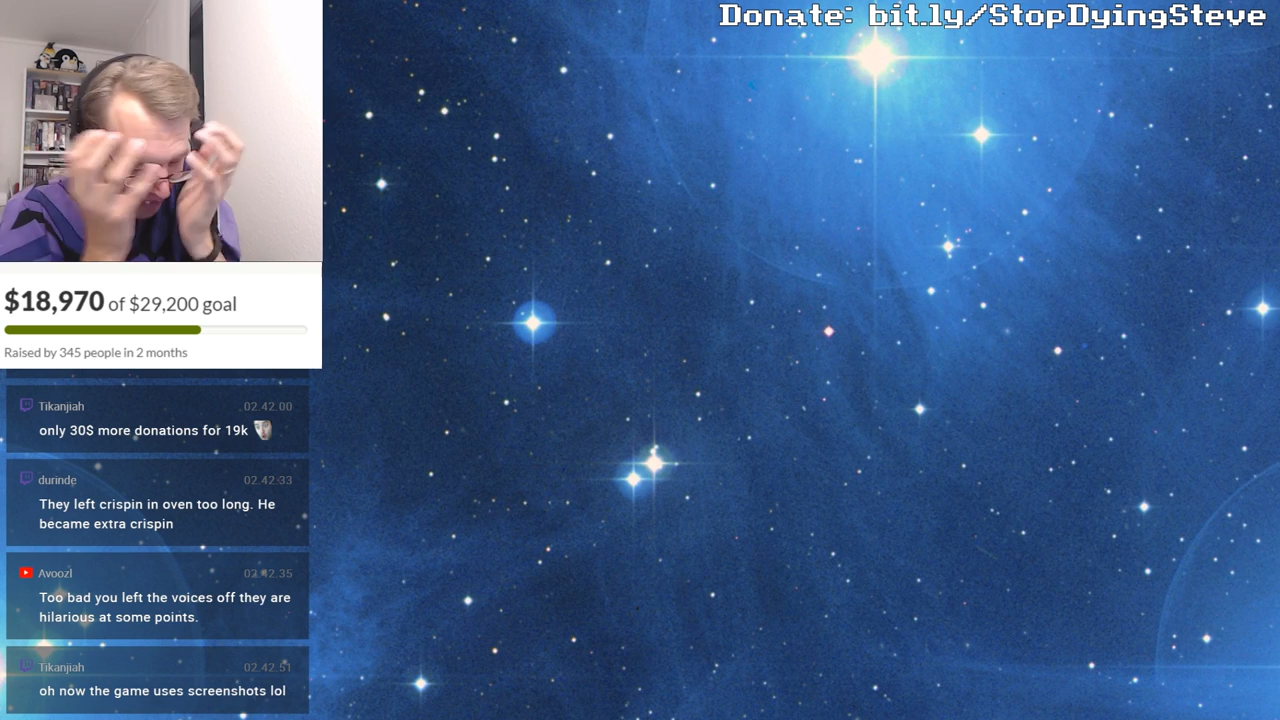 Donate: bit.ly/StopDyingSteve
$18,970 of $29,200 goal
Raised by 345 people in 2 months
Tikanjiah 02.42.00
only 30$ more donations for 19k
durinde 02.42.33
They left crispin in oven too long. He
became extra crispin
Avoozl 02.42.35
Too bad you left the voices off they are
hilarious at some points.
Tikanjiah 02.42.51
oh now the game uses screenshots lol